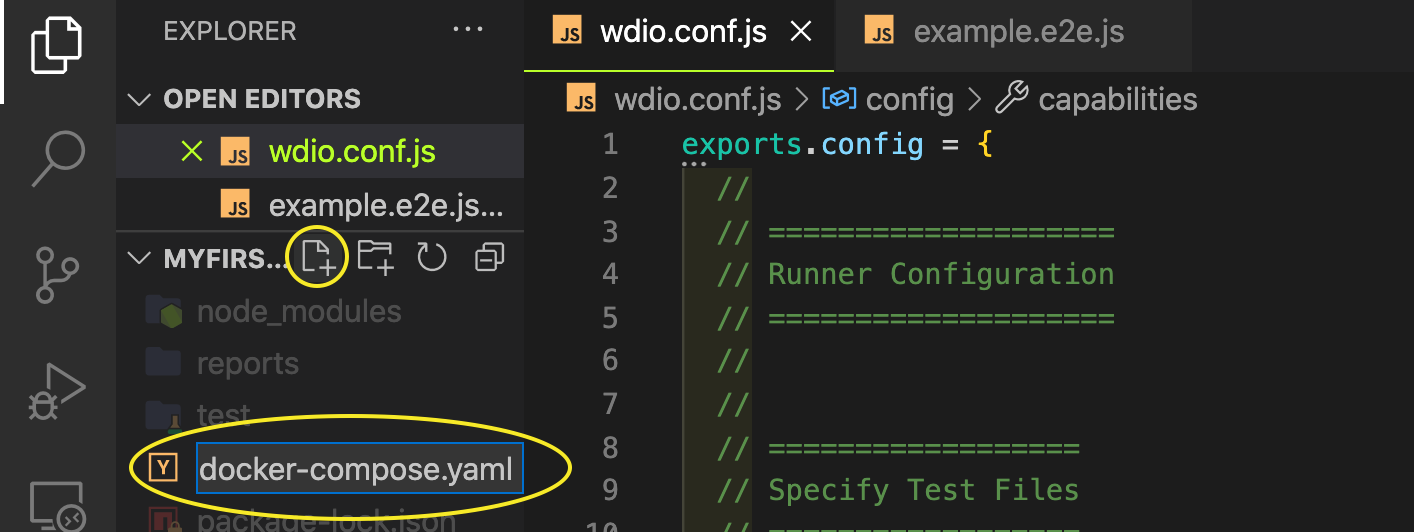 EXPLORER ...
OPEN EDITORS
JS wdio.conf.js
JS example.e2e.js...
MYFIRS...
node_modules
reports
test
Y docker-compose.yaml
package-lock.json
JS wdio.conf.js
JS example.e2e.js
JS wdio.conf.js > config > capabilities
1 exports.config = {
2 //
3 // ====================
4 // Runner Configuration
5 // ====================
6 //
7 //
8 // ==================
9 // Specify Test Files
10 // ==================